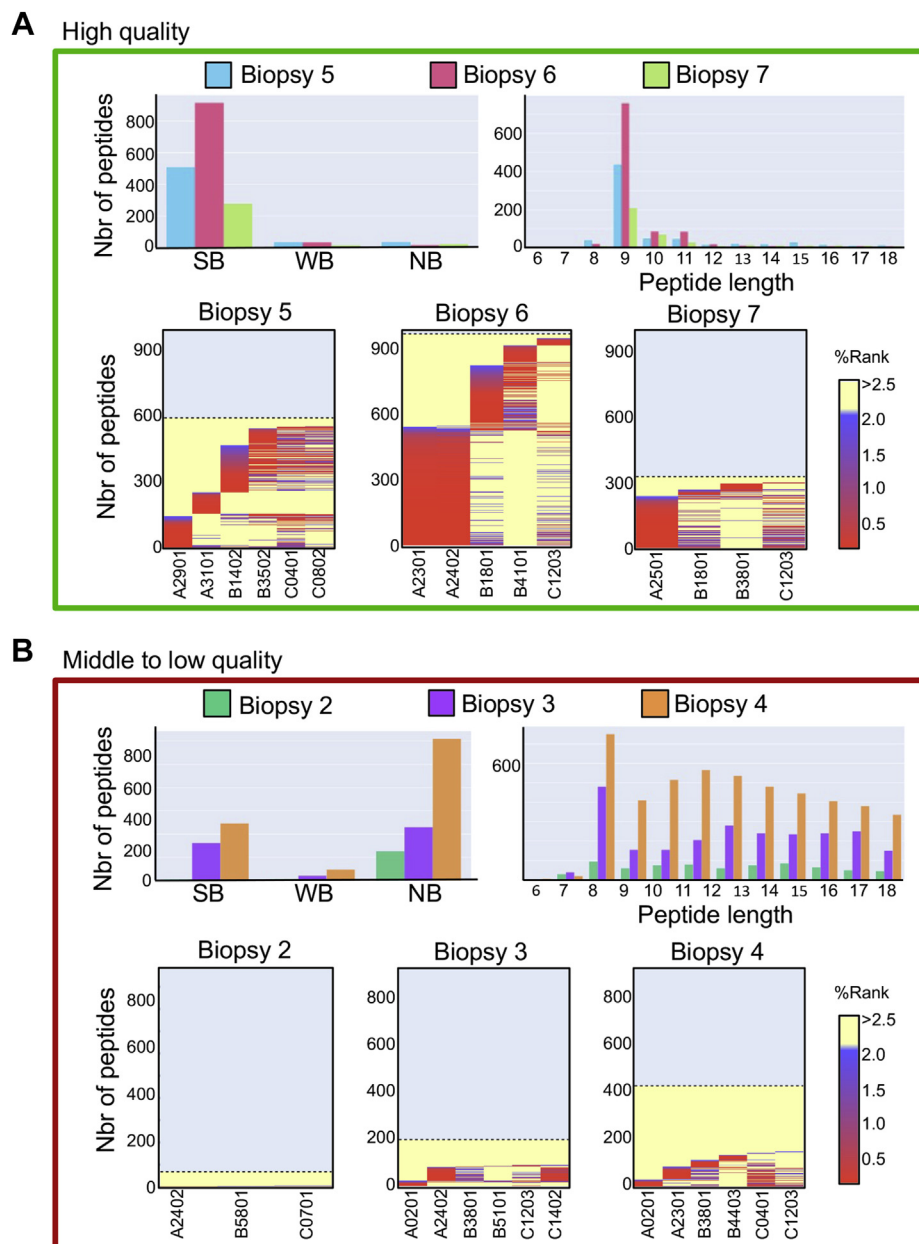 A
High quality
Biopsy 5 Biopsy 6 Biopsy 7
Nbr of peptides
800
600
400
200
0
SB WB NB
600
400
200
0
6 7 8 9 10 11 12 13 14 15 16 17 18
Peptide length
Biopsy 5 Biopsy 6 Biopsy 7
Nbr of peptides
900
600
300
0
A2901 A3101 B1402 B3502 C0401 C0802
900
600
300
0
A2301 A2402 B1801 B4101 C1203
900
600
300
0
A2501 B1801 B3801 C1203
%Rank
>2.5
2.0
1.5
1.0
0.5
B
Middle to low quality
Biopsy 2 Biopsy 3 Biopsy 4
Nbr of peptides
800
600
400
200
0
SB WB NB
600
6 7 8 9 10 11 12 13 14 15 16 17 18
Peptide length
Biopsy 2 Biopsy 3 Biopsy 4
Nbr of peptides
800
600
400
200
0
A2402 B5801 C0701
800
600
400
200
0
A0201 A2402 B3801 B5101 C1203 C1402
800
600
400
200
0
A0201 A2301 B3801 B4403 C0401 C1203
%Rank
>2.5
2.0
1.5
1.0
0.5